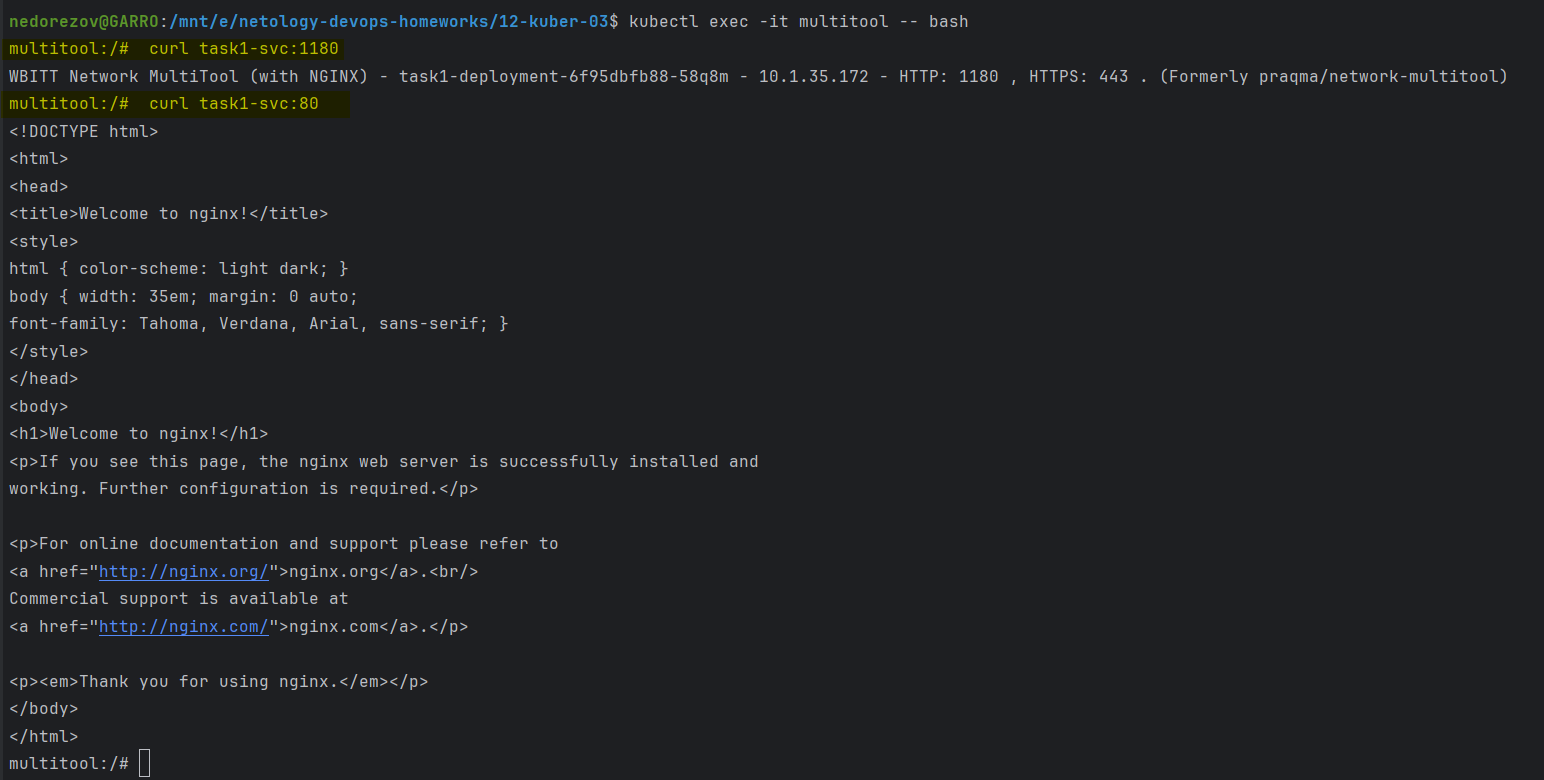 nedorezov@GARRO:/mnt/e/netology-devops-homeworks/12-kuber-03$ kubectl exec -it multitool -- bash
multitool:/#  curl task1-svc:1180
WBITT Network MultiTool (with NGINX) - task1-deployment-6f95dbfb88-58q8m - 10.1.35.172 - HTTP: 1180 , HTTPS: 443 . (Formerly praqma/network-multitool)
multitool:/#  curl task1-svc:80
<!DOCTYPE html>
<html>
<head>
<title>Welcome to nginx!</title>
<style>
html { color-scheme: light dark; }
body { width: 35em; margin: 0 auto;
font-family: Tahoma, Verdana, Arial, sans-serif; }
</style>
</head>
<body>
<h1>Welcome to nginx!</h1>
<p>If you see this page, the nginx web server is successfully installed and
working. Further configuration is required.</p>

<p>For online documentation and support please refer to
<a href="http://nginx.org/">nginx.org</a>.<br/>
Commercial support is available at
<a href="http://nginx.com/">nginx.com</a>.</p>

<p><em>Thank you for using nginx.</em></p>
</body>
</html>
multitool:/#